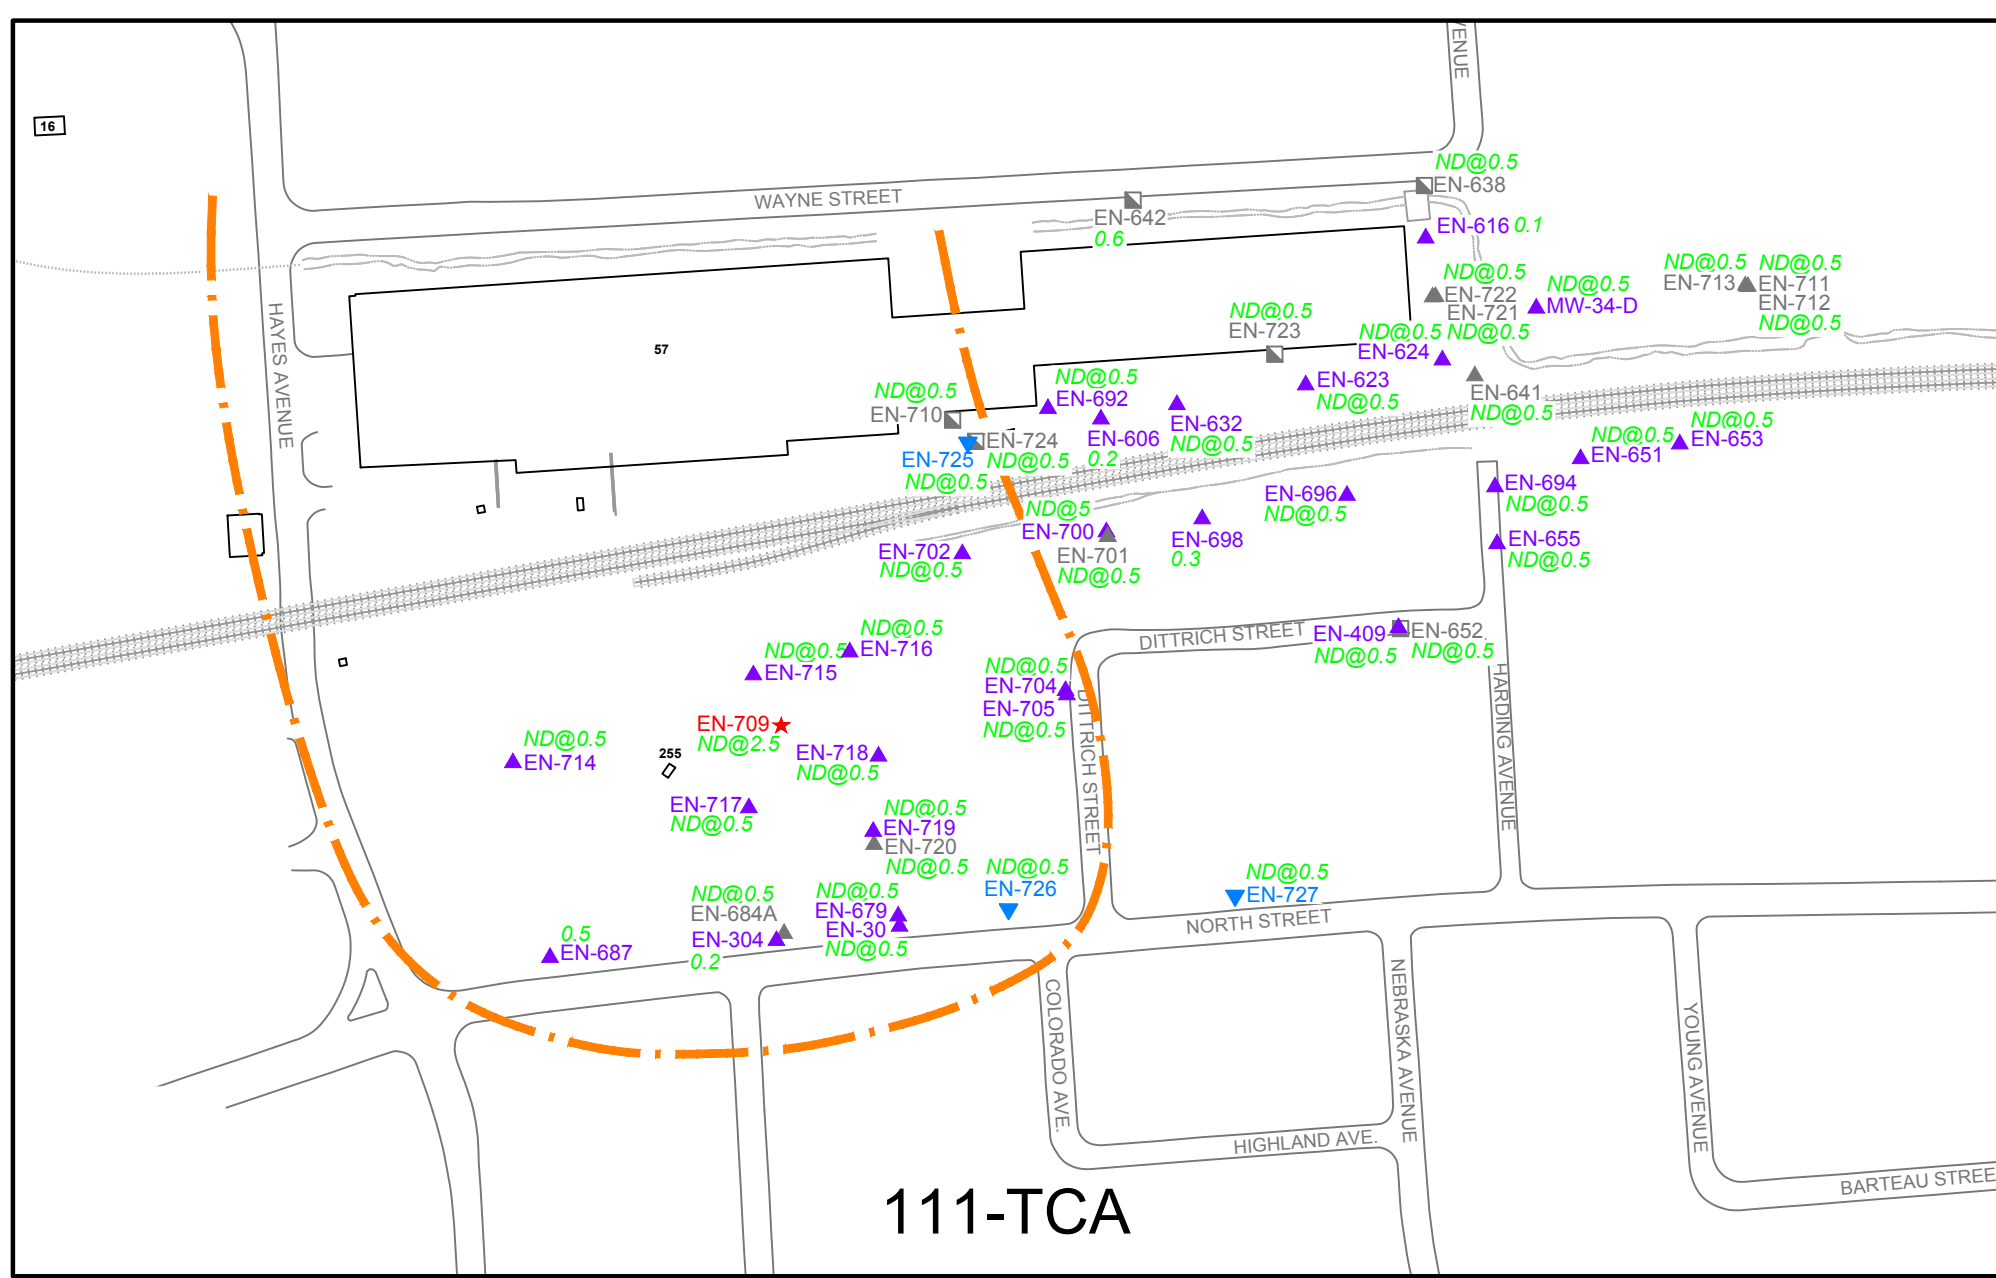 ENUE
16
ND@0.5
EN-638
WAYNE STREET
EN-642
0.6
EN-616 0.1
ND@0.5
EN-722
EN-721
ND@0.5
ND@0.5
MW-34-D
ND@0.5
EN-713
ND@0.5
EN-711
EN-712
ND@0.5
HAYES AVENUE
57
ND@0.5
EN-723
ND@0.5
EN-624
EN-623
ND@0.5
EN-641
ND@0.5
ND@0.5
EN-710
ND@0.5
EN-692
EN-606
0.2
EN-632
ND@0.5
EN-724
ND@0.5
EN-725
ND@0.5
ND@0.5
EN-651
ND@0.5
EN-653
EN-694
ND@0.5
EN-696
ND@0.5
ND@5
EN-700
EN-701
ND@0.5
EN-698
0.3
EN-702
ND@0.5
EN-655
ND@0.5
DITTRICH STREET
EN-409
ND@0.5
EN-652
ND@0.5
ND@0.5
EN-716
ND@0.5
EN-715
ND@0.5
EN-704
EN-705
ND@0.5
DITTRICH STREET
HARDING AVENUE
EN-709
ND@2.5
ND@0.5
EN-714
255
EN-718
ND@0.5
EN-717
ND@0.5
ND@0.5
EN-719
EN-720
ND@0.5
ND@0.5
EN-726
ND@0.5
EN-727
NORTH STREET
ND@0.5
EN-684A
EN-304
0.2
ND@0.5
EN-679
EN-30
ND@0.5
0.5
EN-687
COLORADO AVE.
NEBRASKA AVENUE
YOUNG AVENUE
HIGHLAND AVE.
BARTEAU STREE
111-TCA